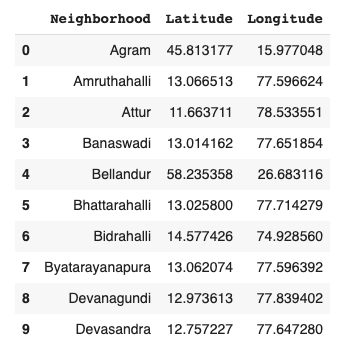 Neighborhood Latitude Longitude
0 Agram 45.813177 15.977048
1 Amruthahalli 13.066513 77.596624
2 Attur 11.663711 78.533551
3 Banaswadi 13.014162 77.651854
4 Bellandur 58.235358 26.683116
5 Bhattarahalli 13.025800 77.714279
6 Bidrahalli 14.577426 74.928560
7 Byatarayanapura 13.062074 77.596392
8 Devanagundi 12.973613 77.839402
9 Devasandra 12.757227 77.647280